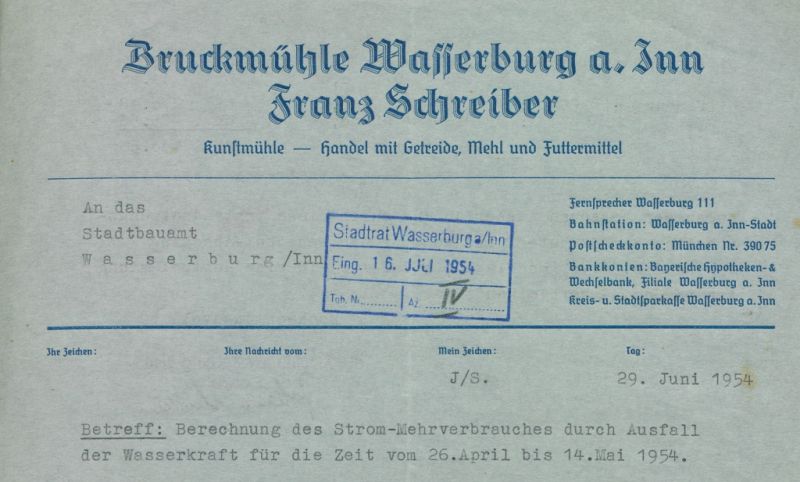 Bruckmühle Wasserburg a. Inn
Franz Schreiber
Kunstmühle — Handel mit Getreide, Mehl und Futtermittel
An das
Stadtbauamt
Wasserburg/Inn
Stadtrat Wasserburg a/Inn
Eing. 16. JULI 1954
Tgb. Nr.
Az. IV
Fernsprecher Wasserburg 111
Bahnstation: Wasserburg a. Inn-Stadt
Postscheckkonto: München Nr. 39075
Bankkonten: Bayerische Hypotheken- &
Wechselbank, Filiale Wasserburg a. Inn
Kreis- u. Stadtsparkasse Wasserburg a. Inn
Ihr Zeichen: Ihre Nachricht vom: Mein Zeichen: Tag:
J/S. 29. Juni 1954
Betreff: Berechnung des Strom-Mehrverbrauches durch Ausfall
der Wasserkraft für die Zeit vom 26.April bis 14.Mai 1954.